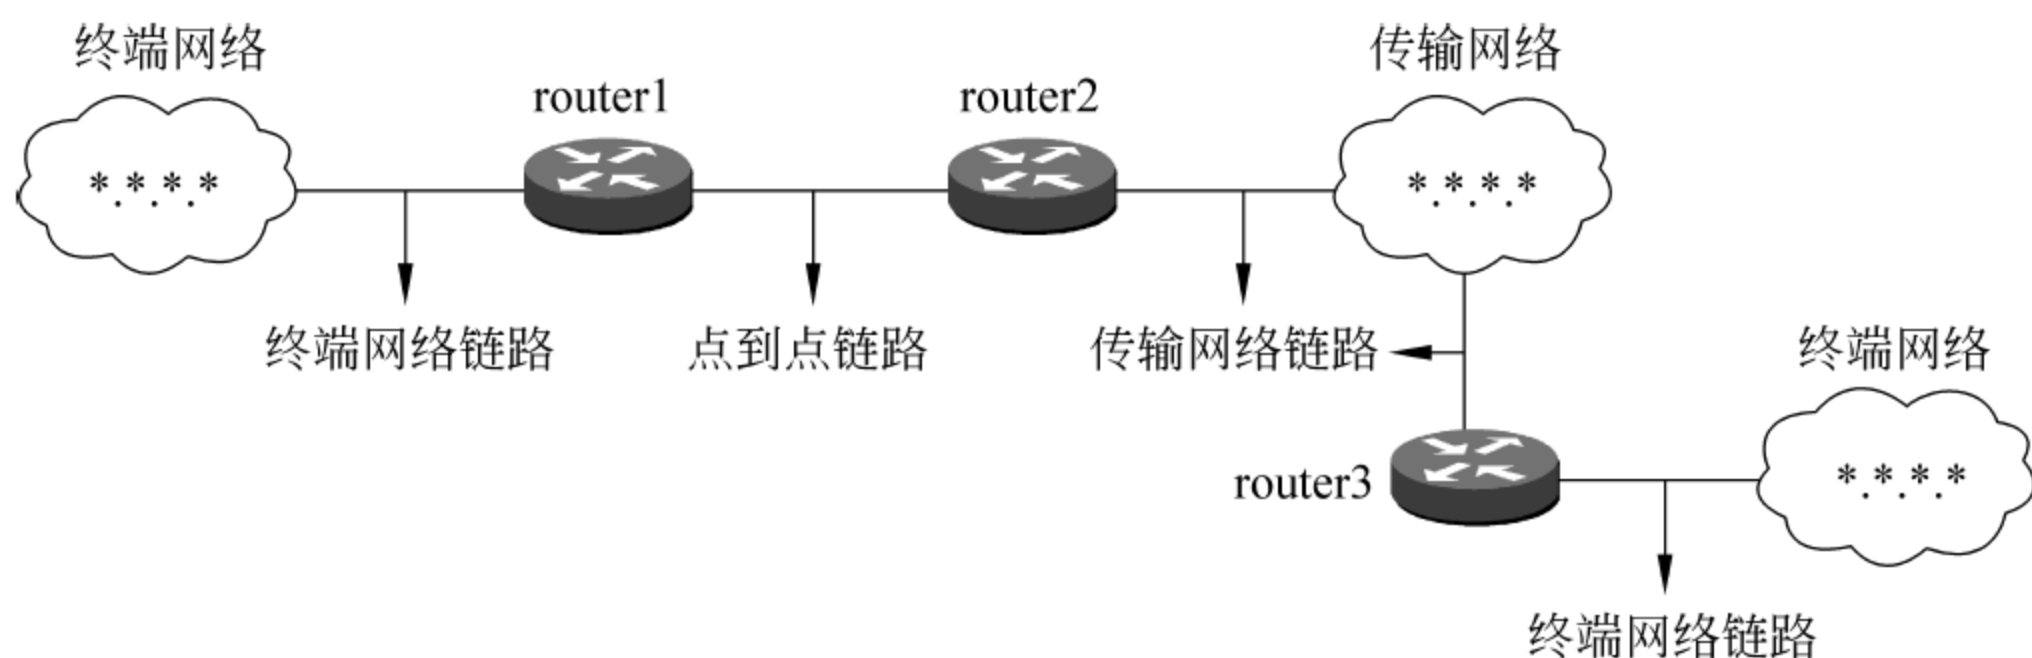 终端网络
传输网络
router1
router2
*.*.*.*
*.*.*.*
终端网络链路
点到点链路
传输网络链路
终端网络
router3
*.*.*.*
终端网络链路